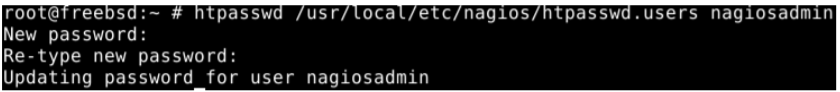 root@freebsd:~ # htpasswd /usr/local/etc/nagios/htpasswd.users nagiosadmin
New password:
Re-type new password:
Updating password for user nagiosadmin